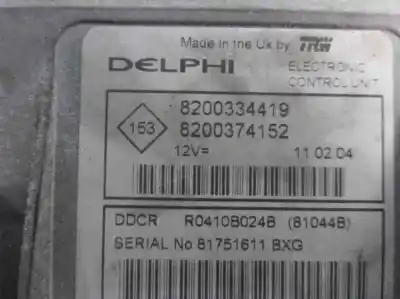 Made in the Uk by TRW
DELPHI
ELECTRONIC
CONTROL UNIT
153
8200334419
8200374152
12V=
11 02 04
DDCR R0410B024B (81044B)
SERIAL No 81751611 BXG